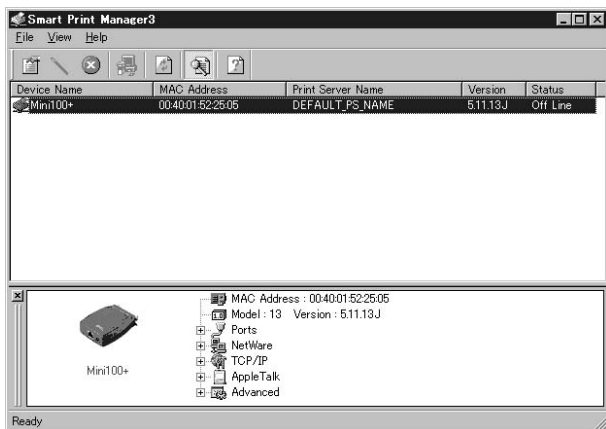 Smart Print Manager3
File View Help
Device Name MAC Address Print Server Name Version Status
Mini100+ 00:40:01:52:25:05 DEFAULT_PS_NAME 5.11.13J Off Line
MAC Address : 00:40:01:52:25:05
Model : 13 Version : 5.11.13J
Ports
NetWare
TCP/IP
AppleTalk
Advanced
Mini100+
Ready